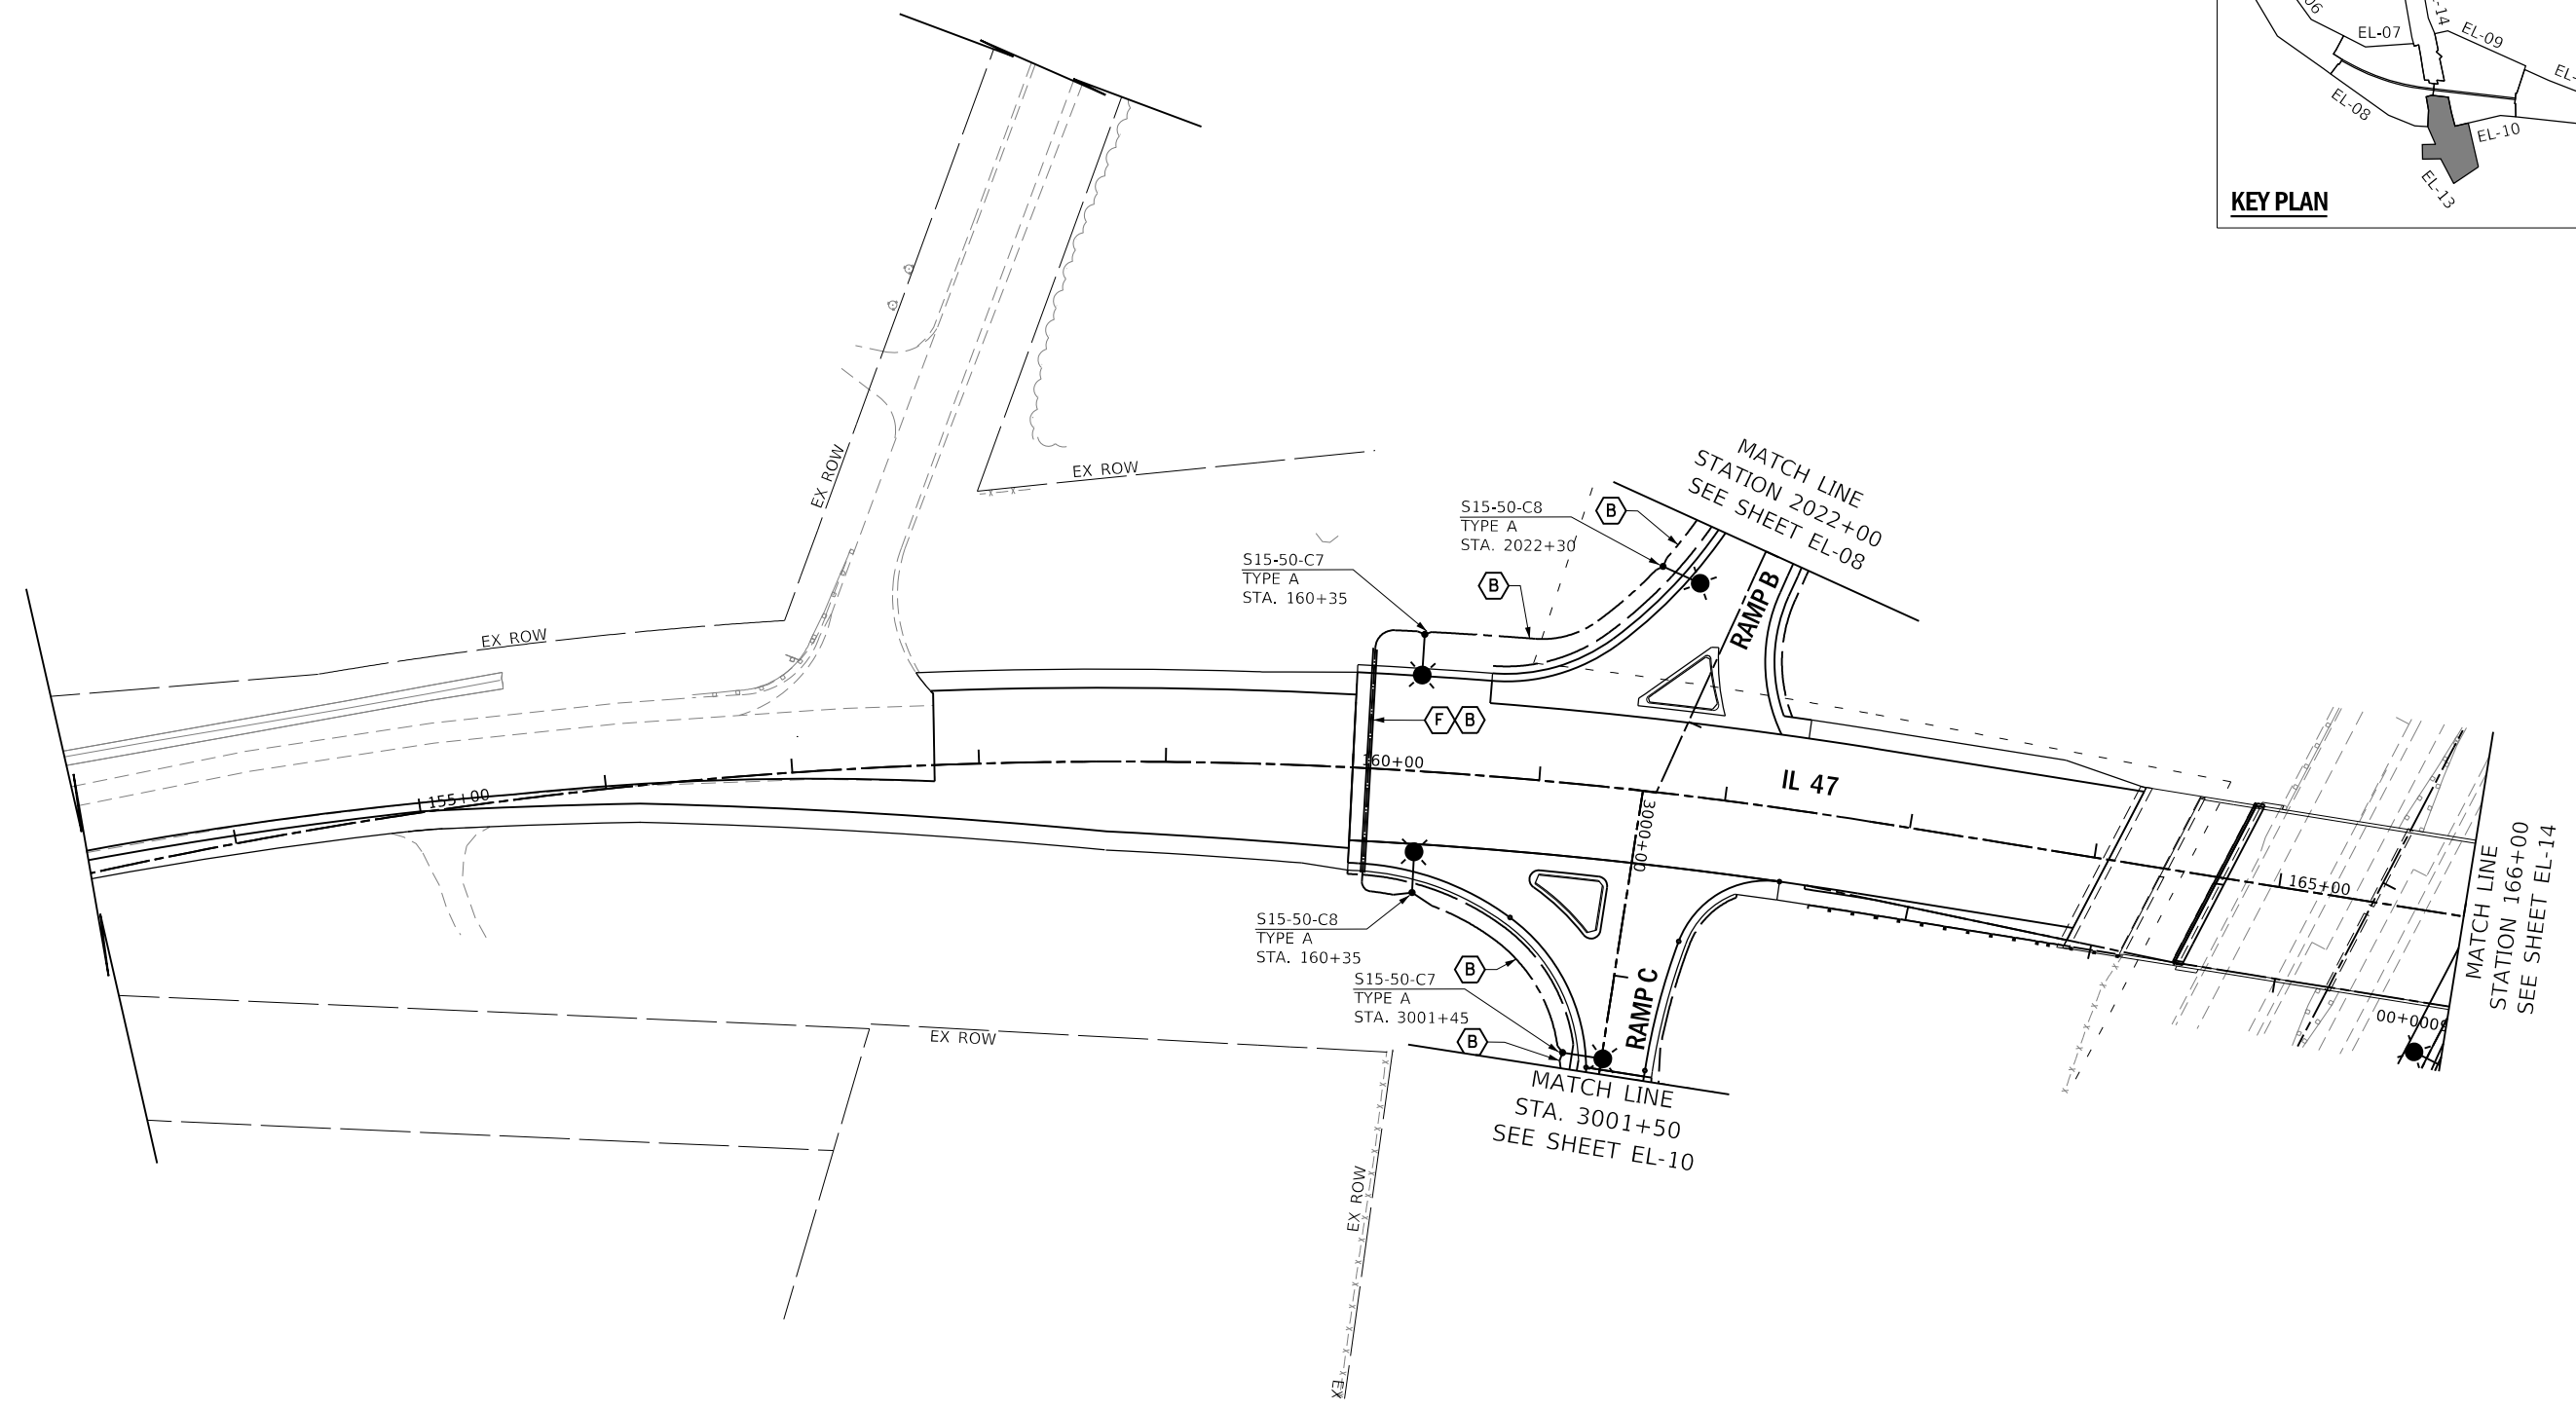 -14
06
EL-07
EL-09
EL-
EL-08
EL-10
EL-13
KEY PLAN
EX ROW
EX ROW
EX ROW
MATCH LINE
STATION 2022+00
SEE SHEET EL-08
S15-50-C8
TYPE A
STA. 2022+30
B
S15-50-C7
TYPE A
STA. 160+35
B
RAMP B
F
B
155+00
160+00
IL 47
3000+00
165+00
MATCH LINE
STATION 166+00
SEE SHEET EL-14
S15-50-C8
TYPE A
STA. 160+35
B
S15-50-C7
TYPE A
STA. 3001+45
B
RAMP C
MATCH LINE
STA. 3001+50
SEE SHEET EL-10
EX ROW
EX ROW
EX